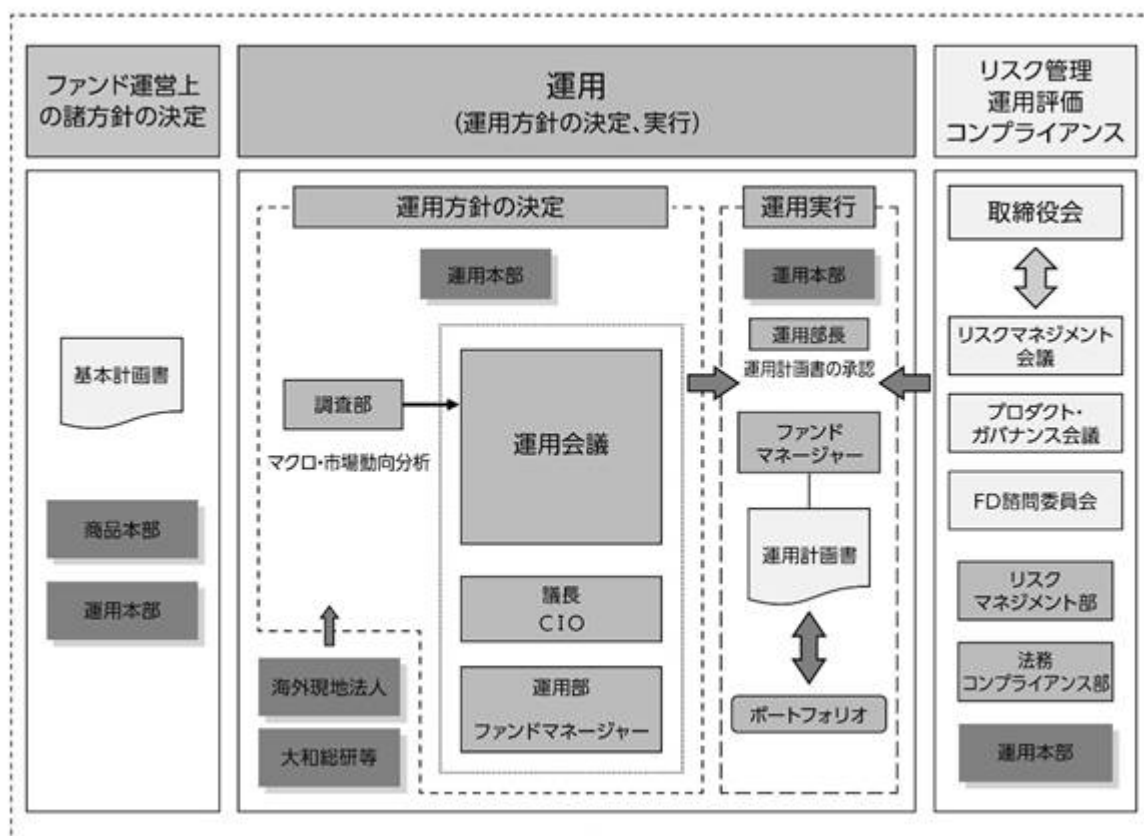 ファンド運営上
の諸方針の決定
運用
(運用方針の決定、実行)
リスク管理
運用評価
コンプライアンス
基本計画書
商品本部
運用本部
運用方針の決定
運用本部
調査部
マクロ・市場動向分析
運用会議
議長
CIO
運用部
ファンドマネージャー
海外現地法人
大和総研等
運用実行
運用本部
運用部長
運用計画書の承認
ファンド
マネージャー
運用計画書
ポートフォリオ
取締役会
リスクマネジメント
会議
プロダクト・
ガバナンス会議
FD諮問委員会
リスク
マネジメント部
法務
コンプライアンス部
運用本部